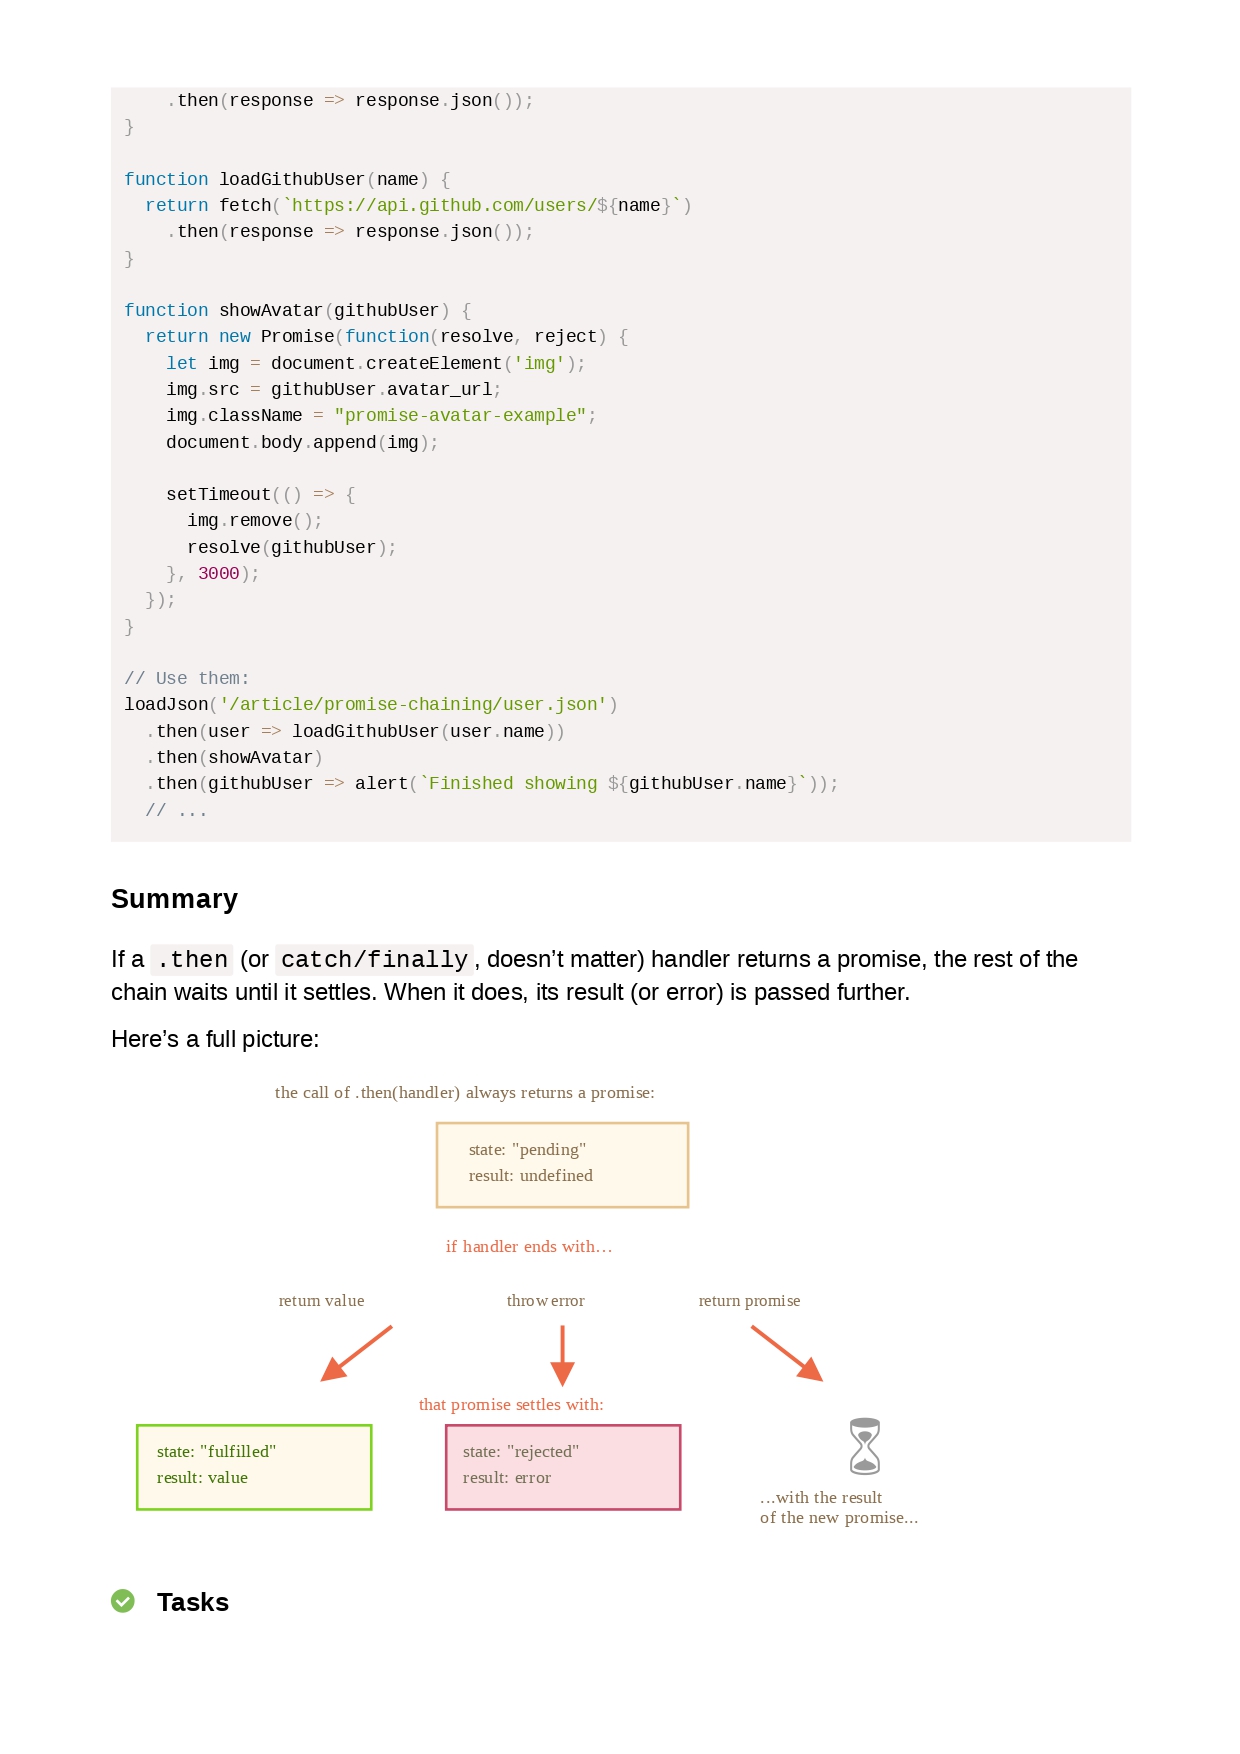 .then(response => response.json());
}

function loadGithubUser(name) {
  return fetch(`https://api.github.com/users/${name}`)
    .then(response => response.json());
}

function showAvatar(githubUser) {
  return new Promise(function(resolve, reject) {
    let img = document.createElement('img');
    img.src = githubUser.avatar_url;
    img.className = "promise-avatar-example";
    document.body.append(img);

    setTimeout(() => {
      img.remove();
      resolve(githubUser);
    }, 3000);
  });
}

// Use them:
loadJson('/article/promise-chaining/user.json')
  .then(user => loadGithubUser(user.name))
  .then(showAvatar)
  .then(githubUser => alert(`Finished showing ${githubUser.name}`));
  // ...

Summary
If a .then (or catch/finally, doesn’t matter) handler returns a promise, the rest of the
chain waits until it settles. When it does, its result (or error) is passed further.
Here’s a full picture:
the call of .then(handler) always returns a promise:
state: "pending"
result: undefined
if handler ends with…
return value
throw error
return promise
that promise settles with:
state: "fulfilled"
result: value
state: "rejected"
result: error
...with the result
of the new promise...
Tasks